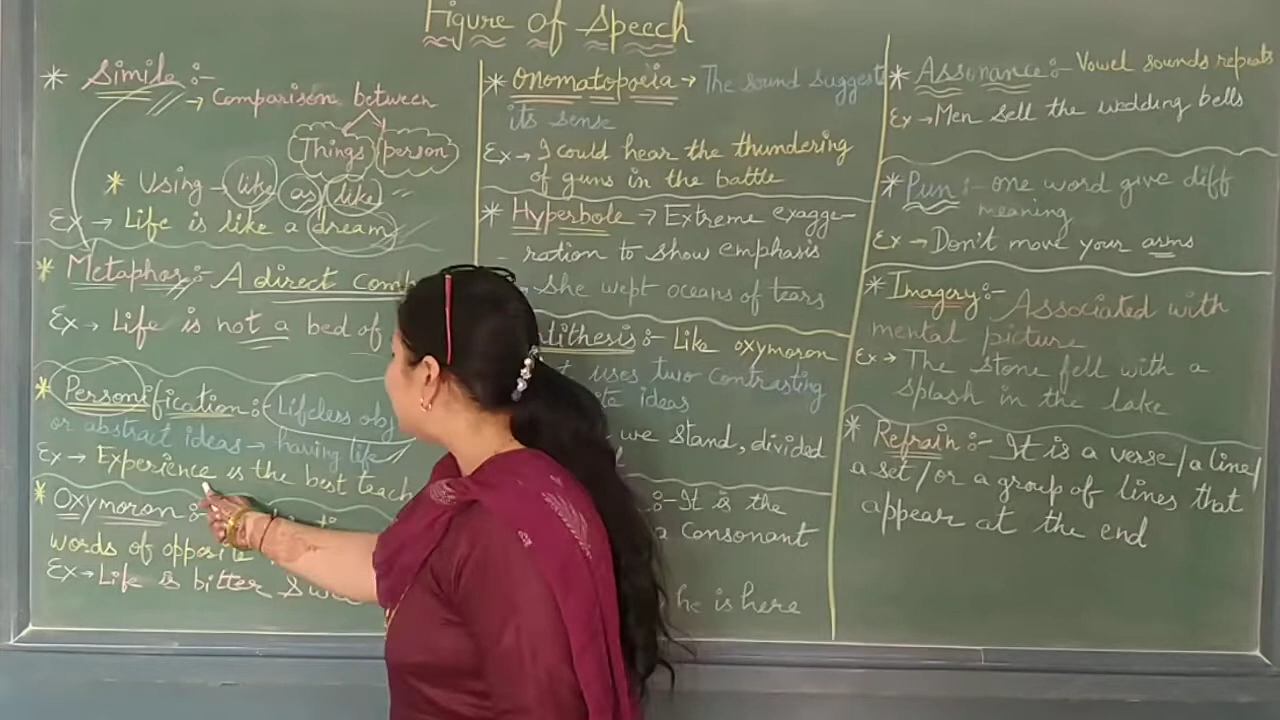 Figure of Speech
* Simile :-
→ Comparison between
Things person
* Using - like as like
Ex → Life is like a dream
* Metaphor :- A direct comp
Ex → Life is not a bed of
* Personification :- Lifeless obj
or abstract ideas → having life
Ex → Experience is the best teach
* Oxymoron :-
words of opposite
Ex → Life is bitter
* Onomatopoeia → The sound suggest
its sense
Ex → I could hear the thundering
of guns in the battle
* Hyperbole → Extreme exagge-
- ration to show emphasis
She wept oceans of tears
tithesis :- Like oxymoron
uses two contrasting
ideas
we stand, divided
:- It is the
a consonant
he is here
* Assonance :- Vowel sounds repeats
Ex → Men sell the wedding bells
* Pun :- one word give diff
meaning
Ex → Don't move your arms
* Imagery :- Associated with
mental picture
Ex → The stone fell with a
splash in the lake
* Refrain :- It is a verse/a line/
a set/or a group of lines that
appear at the end